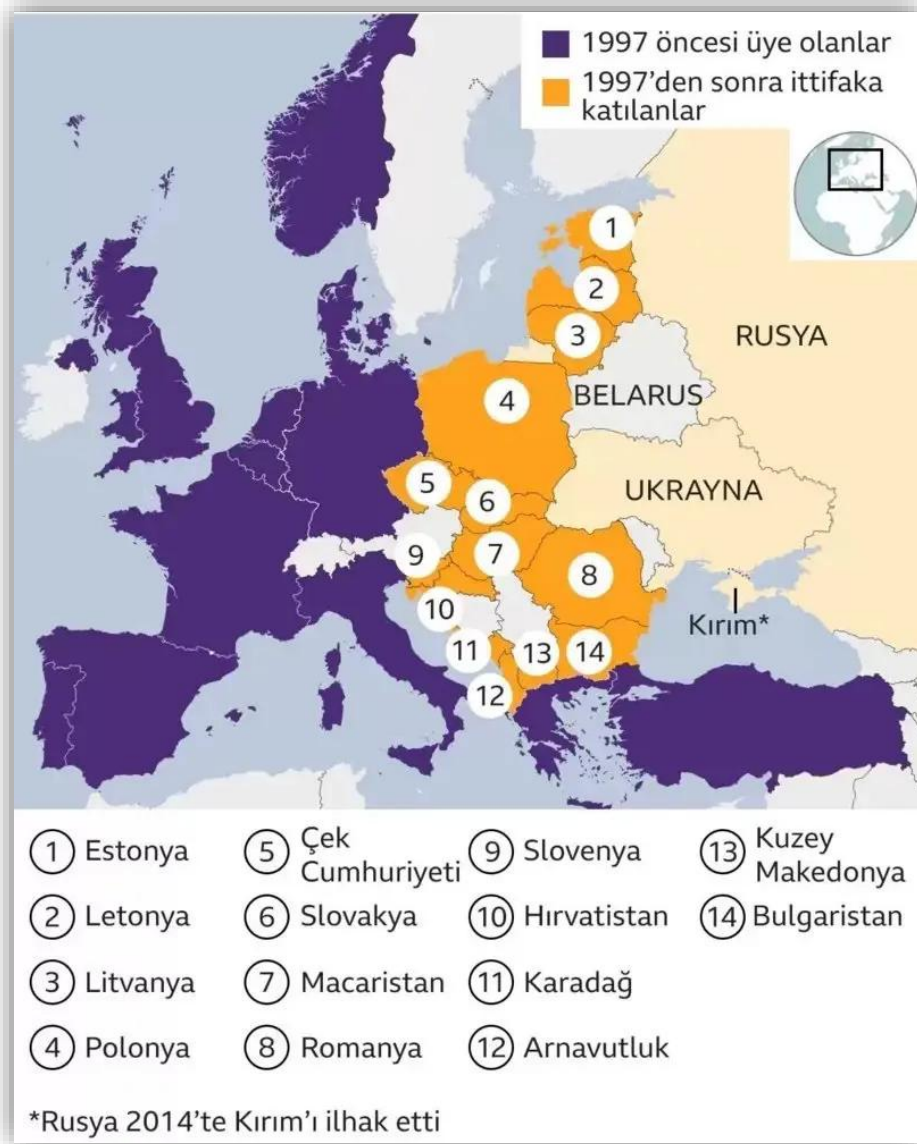 1997 öncesi üye olanlar
1997'den sonra ittifaka
katılanlar
1
2
3
RUSYA
BELARUS
4
UKRAYNA
5
6
7
9
8
10
Kırım*
11
13
14
12
1 Estonya
5 Çek
Cumhuriyeti
9 Slovenya
13 Kuzey
Makedonya
2 Letonya
6 Slovakya
10 Hırvatistan
14 Bulgaristan
3 Litvanya
7 Macaristan
11 Karadağ
4 Polonya
8 Romanya
12 Arnavutluk
*Rusya 2014'te Kırım'ı ilhak etti